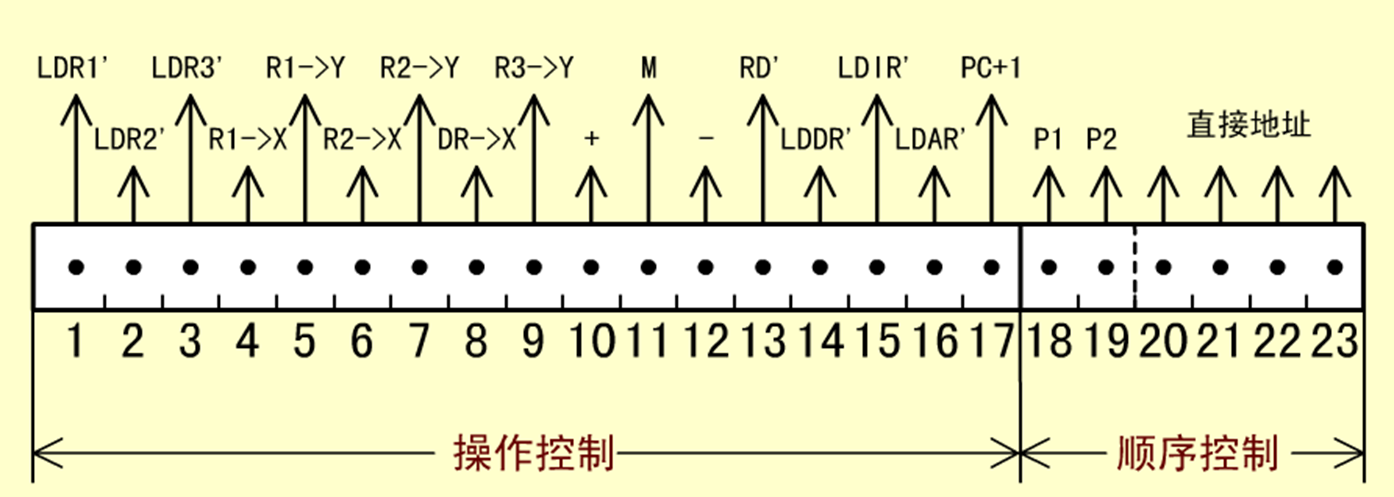 LDR1' LDR3' R1->Y R2->Y R3->Y M RD' LDIR' PC+1
LDR2' R1->X R2->X DR->X + - LDDR' LDAR' P1 P2 直接地址
1 2 3 4 5 6 7 8 9 10 11 12 13 14 15 16 17 18 19 20 21 22 23
操作控制 顺序控制